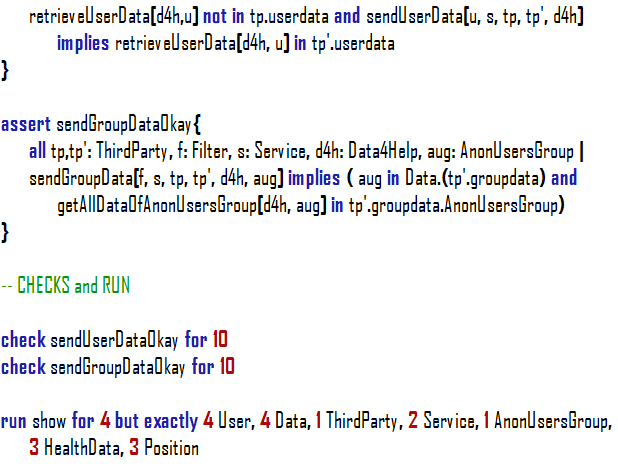 retrieveUserData[d4h,u] not in tp.userdata and sendUserData[u, s, tp, tp', d4h]
implies retrieveUserData[d4h, u] in tp'.userdata
}
assert sendGroupDataOkay{
all tp,tp': ThirdParty, f: Filter, s: Service, d4h: Data4Help, aug: AnonUsersGroup |
sendGroupData[f, s, tp, tp', d4h, aug] implies ( aug in Data.(tp'.groupdata) and
getAllDataOfAnonUsersGroup[d4h, aug] in tp'.groupdata.AnonUsersGroup)
}
-- CHECKS and RUN
check sendUserDataOkay for 10
check sendGroupDataOkay for 10
run show for 4 but exactly 4 User, 4 Data, 1 ThirdParty, 2 Service, 1 AnonUsersGroup,
3 HealthData, 3 Position